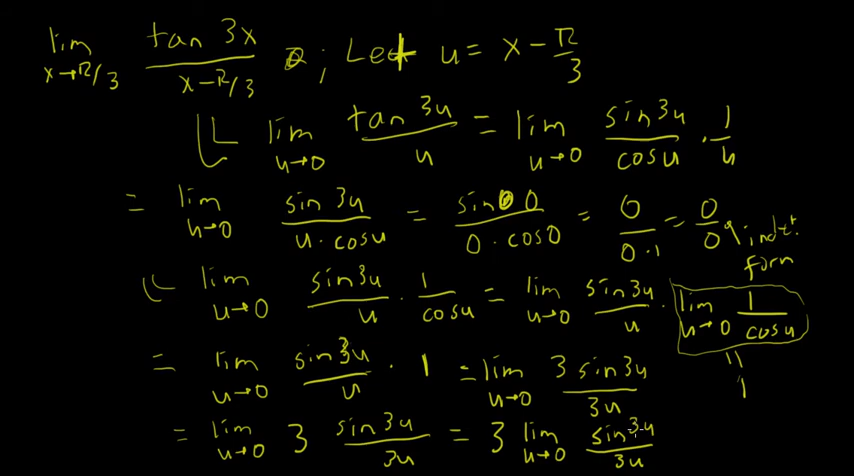 lim x→π/3 tan 3x / (x-π/3) ; Let u = x - π/3
lim u→0 tan 3u / u = lim u→0 sin 3u / cos u · 1/u
= lim u→0 sin 3u / (u · cos u) = sin 0 / (0 · cos 0) = 0 / (0 · 1) = 0/0 indet. form
lim u→0 sin 3u / u · 1 / cos u = lim u→0 sin 3u / u · lim u→0 1 / cos u
= lim u→0 sin 3u / u · 1 = lim u→0 3 sin 3u / 3u = 1
= lim u→0 3 sin 3u / 3u = 3 lim u→0 sin 3u / 3u